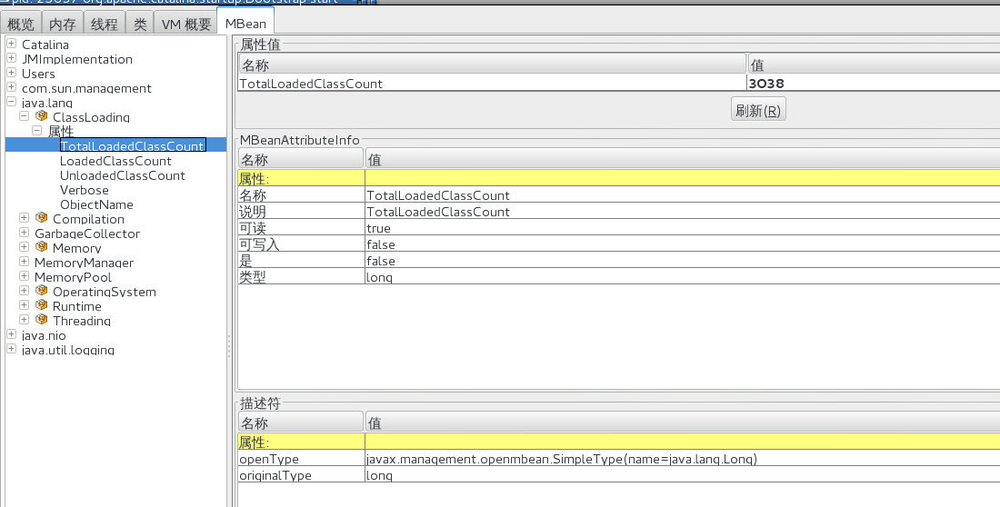 org.apache.catalina.startup.Bootstrap start
概览 内存 线程 类 VM 概要 MBean
Catalina
JMImplementation
Users
com.sun.management
java.lang
ClassLoading
属性
TotalLoadedClassCount
LoadedClassCount
UnloadedClassCount
Verbose
ObjectName
Compilation
GarbageCollector
Memory
MemoryManager
MemoryPool
OperatingSystem
Runtime
Threading
java.nio
java.util.logging
属性值
名称 值
TotalLoadedClassCount 3038
刷新(R)
MBeanAttributeInfo
名称 值
属性:
名称 TotalLoadedClassCount
说明 TotalLoadedClassCount
可读 true
可写入 false
是 false
类型 long
描述符
名称 值
属性:
openType javax.management.openmbean.SimpleType(name=java.lang.Long)
originalType long